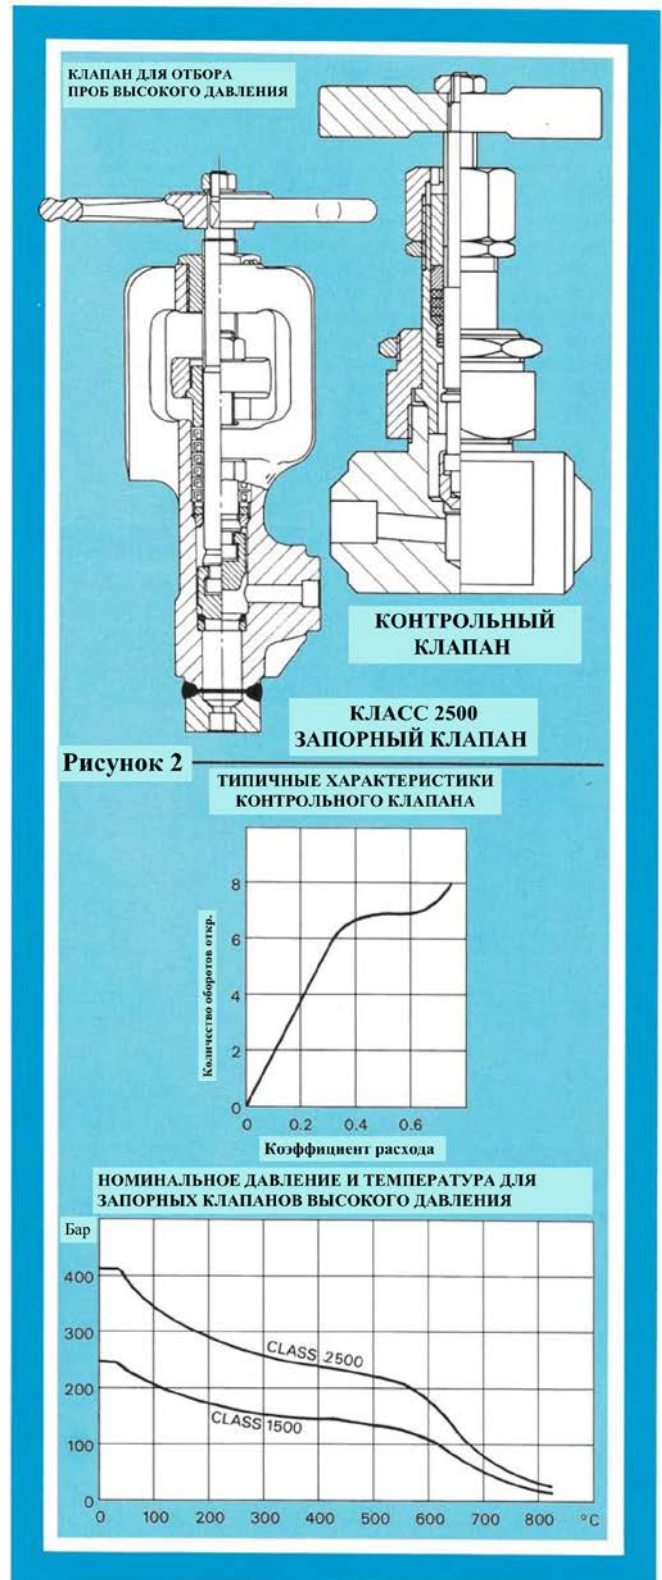 КЛАПАН ДЛЯ ОТБОРА
ПРОБ ВЫСОКОГО ДАВЛЕНИЯ
КОНТРОЛЬНЫЙ
КЛАПАН
КЛАСС 2500
ЗАПОРНЫЙ КЛАПАН
Рисунок 2
ТИПИЧНЫЕ ХАРАКТЕРИСТИКИ
КОНТРОЛЬНОГО КЛАПАНА
Количество оборотов откр.
8
6
4
2
0
0 0.2 0.4 0.6
Коэффициент расхода
НОМИНАЛЬНОЕ ДАВЛЕНИЕ И ТЕМПЕРАТУРА ДЛЯ
ЗАПОРНЫХ КЛАПАНОВ ВЫСОКОГО ДАВЛЕНИЯ
Бар
400
300
200
100
0
CLASS 2500
CLASS 1500
0 100 200 300 400 500 600 700 800 °C